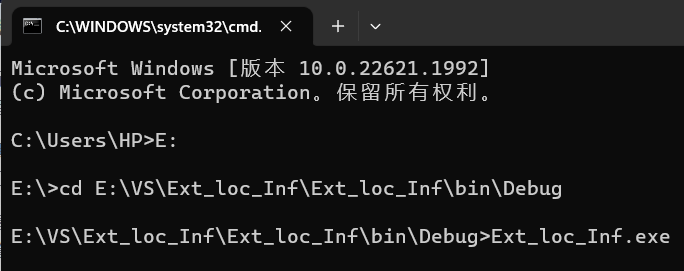 C:\WINDOWS\system32\cmd.
Microsoft Windows [版本 10.0.22621.1992]
(c) Microsoft Corporation。保留所有权利。
C:\Users\HP>E:
E:\>cd E:\VS\Ext_loc_Inf\Ext_loc_Inf\bin\Debug
E:\VS\Ext_loc_Inf\Ext_loc_Inf\bin\Debug>Ext_loc_Inf.exe